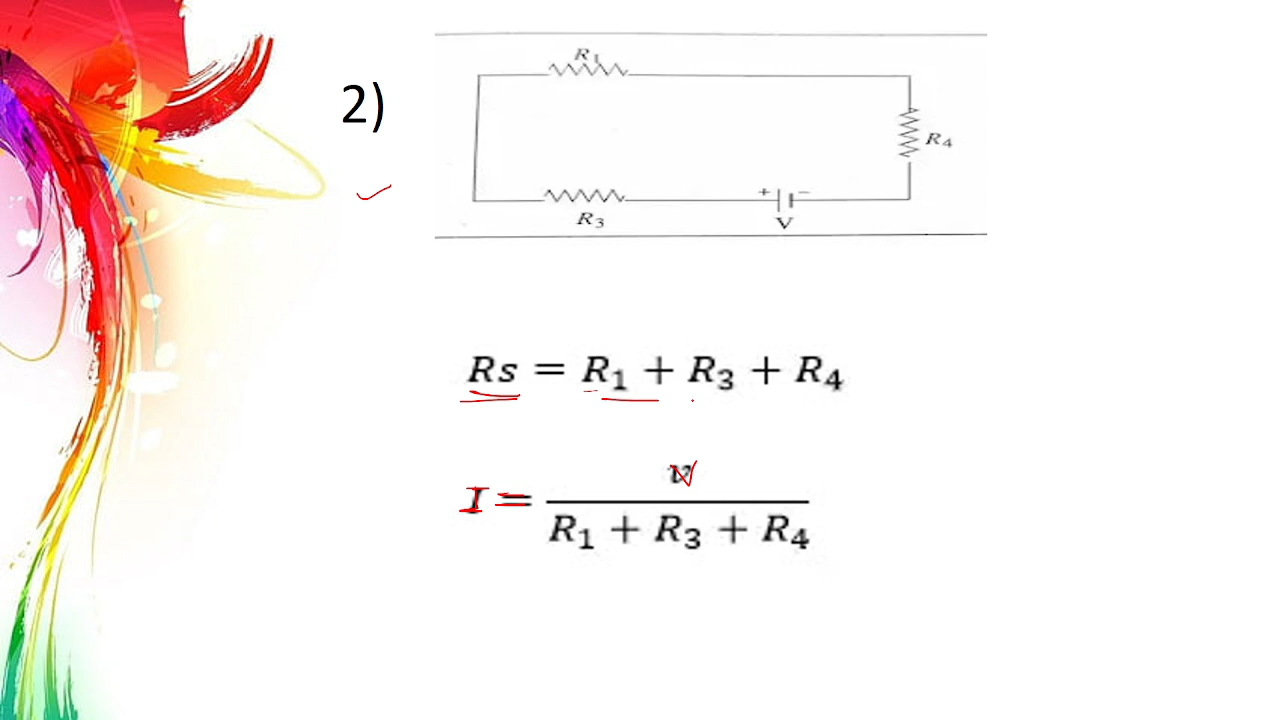 R₁
2)
R₄
+ −
R₃
V
Rs = R₁ + R₃ + R₄
I = v / (R₁ + R₃ + R₄)